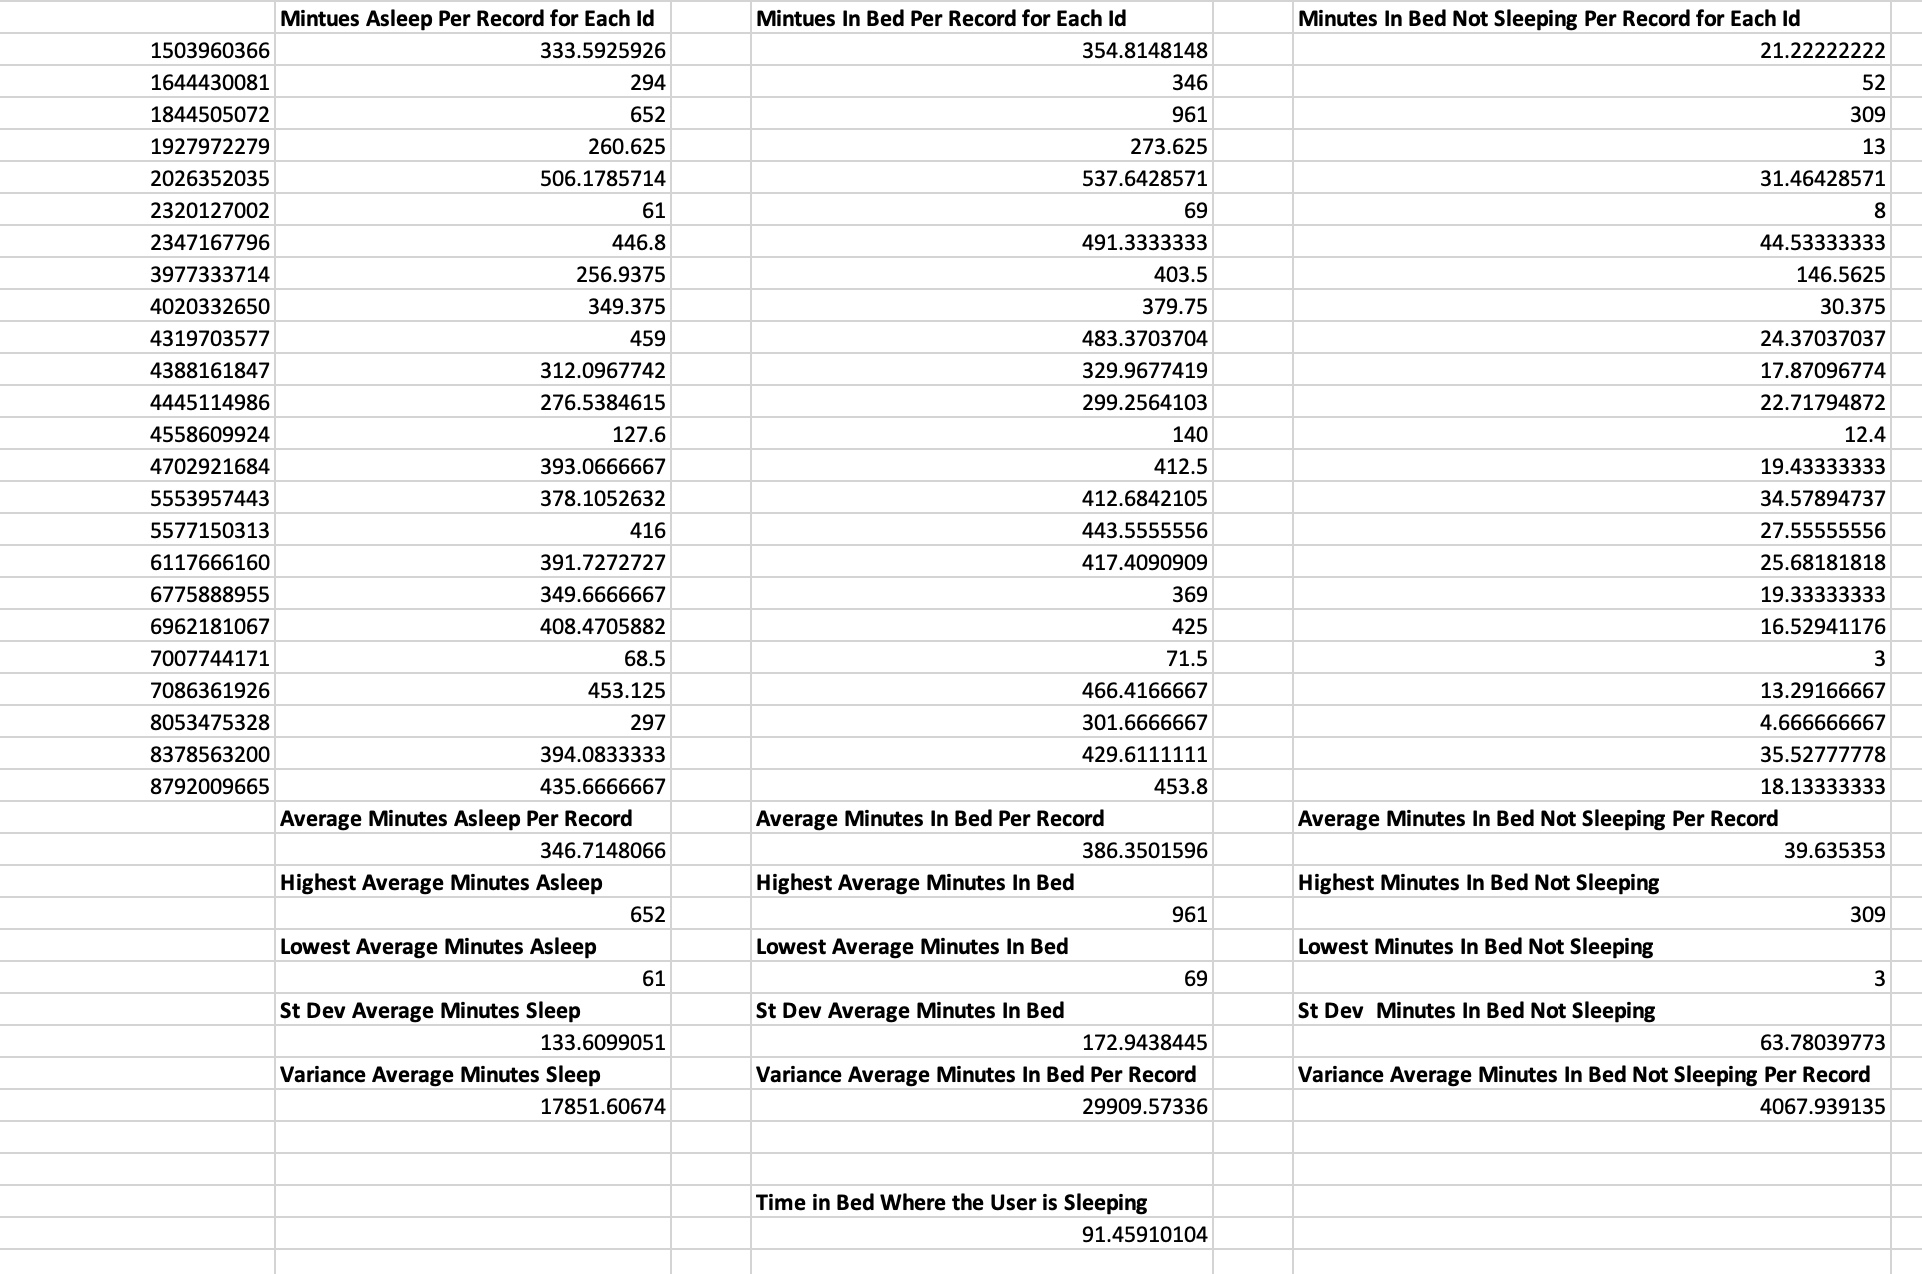 Mintues Asleep Per Record for Each Id Mintues In Bed Per Record for Each Id Minutes In Bed Not Sleeping Per Record for Each Id
1503960366 333.5925926 354.8148148 21.22222222
1644430081 294 346 52
1844505072 652 961 309
1927972279 260.625 273.625 13
2026352035 506.1785714 537.6428571 31.46428571
2320127002 61 69 8
2347167796 446.8 491.3333333 44.53333333
3977333714 256.9375 403.5 146.5625
4020332650 349.375 379.75 30.375
4319703577 459 483.3703704 24.37037037
4388161847 312.0967742 329.9677419 17.87096774
4445114986 276.5384615 299.2564103 22.71794872
4558609924 127.6 140 12.4
4702921684 393.0666667 412.5 19.43333333
5553957443 378.1052632 412.6842105 34.57894737
5577150313 416 443.5555556 27.55555556
6117666160 391.7272727 417.4090909 25.68181818
6775888955 349.6666667 369 19.33333333
6962181067 408.4705882 425 16.52941176
7007744171 68.5 71.5 3
7086361926 453.125 466.4166667 13.29166667
8053475328 297 301.6666667 4.666666667
8378563200 394.0833333 429.6111111 35.52777778
8792009665 435.6666667 453.8 18.13333333
Average Minutes Asleep Per Record Average Minutes In Bed Per Record Average Minutes In Bed Not Sleeping Per Record
346.7148066 386.3501596 39.635353
Highest Average Minutes Asleep Highest Average Minutes In Bed Highest Minutes In Bed Not Sleeping
652 961 309
Lowest Average Minutes Asleep Lowest Average Minutes In Bed Lowest Minutes In Bed Not Sleeping
61 69 3
St Dev Average Minutes Sleep St Dev Average Minutes In Bed St Dev  Minutes In Bed Not Sleeping
133.6099051 172.9438445 63.78039773
Variance Average Minutes Sleep Variance Average Minutes In Bed Per Record Variance Average Minutes In Bed Not Sleeping Per Record
17851.60674 29909.57336 4067.939135
Time in Bed Where the User is Sleeping
91.45910104